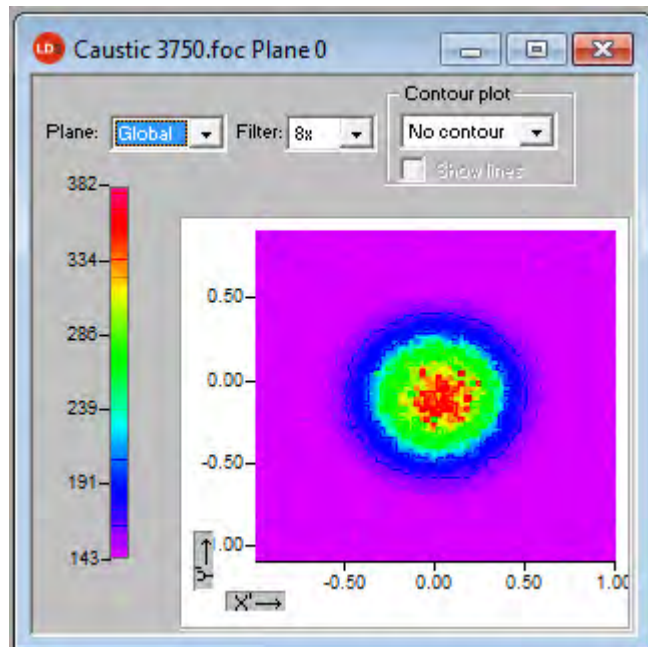 LD
Caustic 3750.foc Plane 0
Contour plot
Plane: Global Filter: 8x No contour
Show lines
382
334
286
239
191
143
0.50
0.00
-0.50
.00
-0.50 0.00 0.50 1.00
Y'
X'